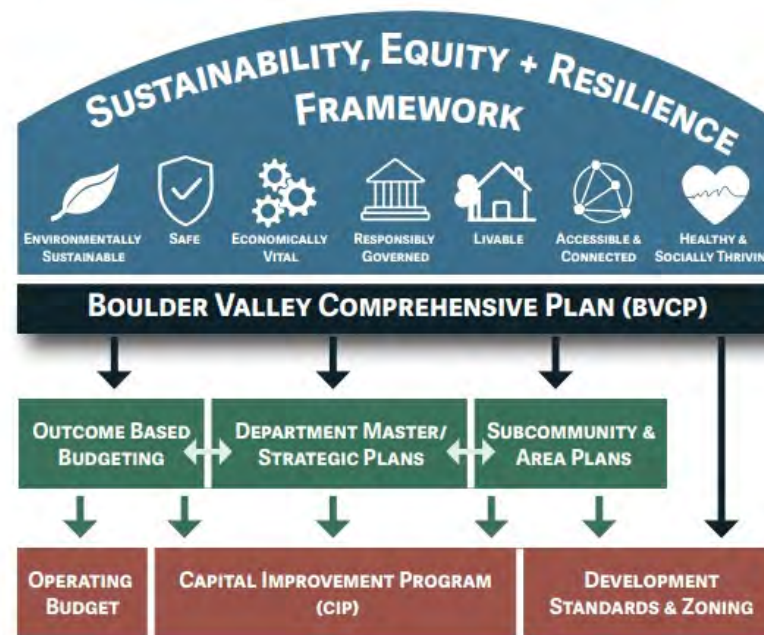 SUSTAINABILITY, EQUITY + RESILIENCE
FRAMEWORK
ENVIRONMENTALLY
SUSTAINABLE
SAFE
ECONOMICALLY
VITAL
RESPONSIBLY
GOVERNED
LIVABLE
ACCESSIBLE &
CONNECTED
HEALTHY &
SOCIALLY THRIVIN
BOULDER VALLEY COMPREHENSIVE PLAN (BVCP)
OUTCOME BASED
BUDGETING
DEPARTMENT MASTER/
STRATEGIC PLANS
SUBCOMMUNITY &
AREA PLANS
OPERATING
BUDGET
CAPITAL IMPROVEMENT PROGRAM
(CIP)
DEVELOPMENT
STANDARDS & ZONING